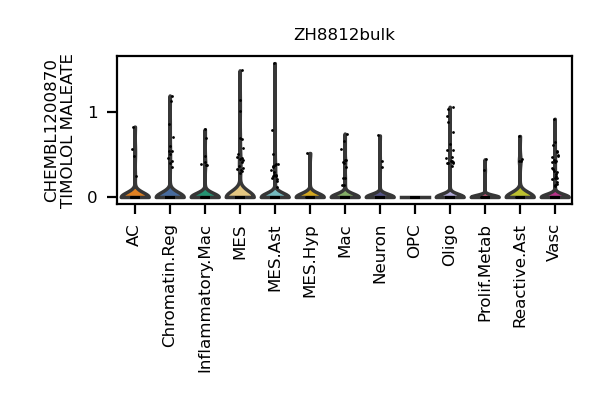 ZH8812bulk
CHEMBL1200870
TIMOLOL MALEATE
1
0
AC
Chromatin.Reg
Inflammatory.Mac
MES
MES.Ast
MES.Hyp
Mac
Neuron
OPC
Oligo
Prolif.Metab
Reactive.Ast
Vasc